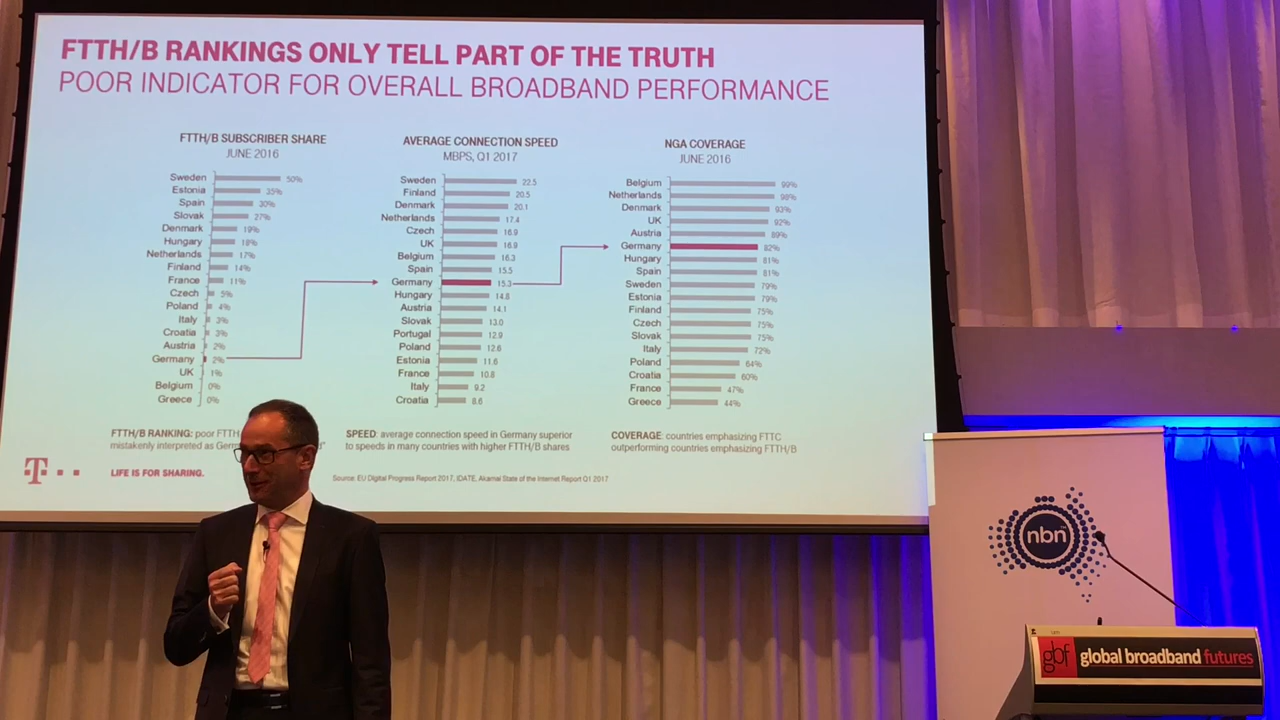 FTTH/B RANKINGS ONLY TELL PART OF THE TRUTH
POOR INDICATOR FOR OVERALL BROADBAND PERFORMANCE
FTTH/B SUBSCRIBER SHARE
JUNE 2016
Sweden 50%
Estonia 35%
Spain 30%
Slovak 27%
Denmark 19%
Hungary 18%
Netherlands 17%
Finland 14%
France 11%
Czech 5%
Poland 4%
Italy 3%
Croatia 3%
Austria 2%
Germany 2%
UK 1%
Belgium 0%
Greece 0%
AVERAGE CONNECTION SPEED
MBPS, Q1 2017
Sweden 22.5
Finland 20.5
Denmark 20.1
Netherlands 17.4
Czech 16.9
UK 16.9
Belgium 16.3
Spain 15.5
Germany 15.3
Hungary 14.8
Austria 14.1
Slovak 13.0
Portugal 12.9
Poland 12.6
Estonia 11.6
France 10.8
Italy 9.2
Croatia 8.6
NGA COVERAGE
JUNE 2016
Belgium 99%
Netherlands 98%
Denmark 93%
UK 92%
Austria 89%
Germany 82%
Hungary 81%
Spain 81%
Sweden 79%
Estonia 79%
Finland 75%
Czech 75%
Slovak 75%
Italy 72%
Poland 64%
Croatia 60%
France 47%
Greece 44%
FTTH/B RANKING: poor FTTH
mistakenly interpreted as Ger
SPEED: average connection speed in Germany superior
to speeds in many countries with higher FTTH/B shares
COVERAGE: countries emphasizing FTTC
outperforming countries emphasizing FTTH/B
T
LIFE IS FOR SHARING.
Source: EU Digital Progress Report 2017, IDATE, Akamai State of the Internet Report Q1 2017
nbn
gbf global broadband futures